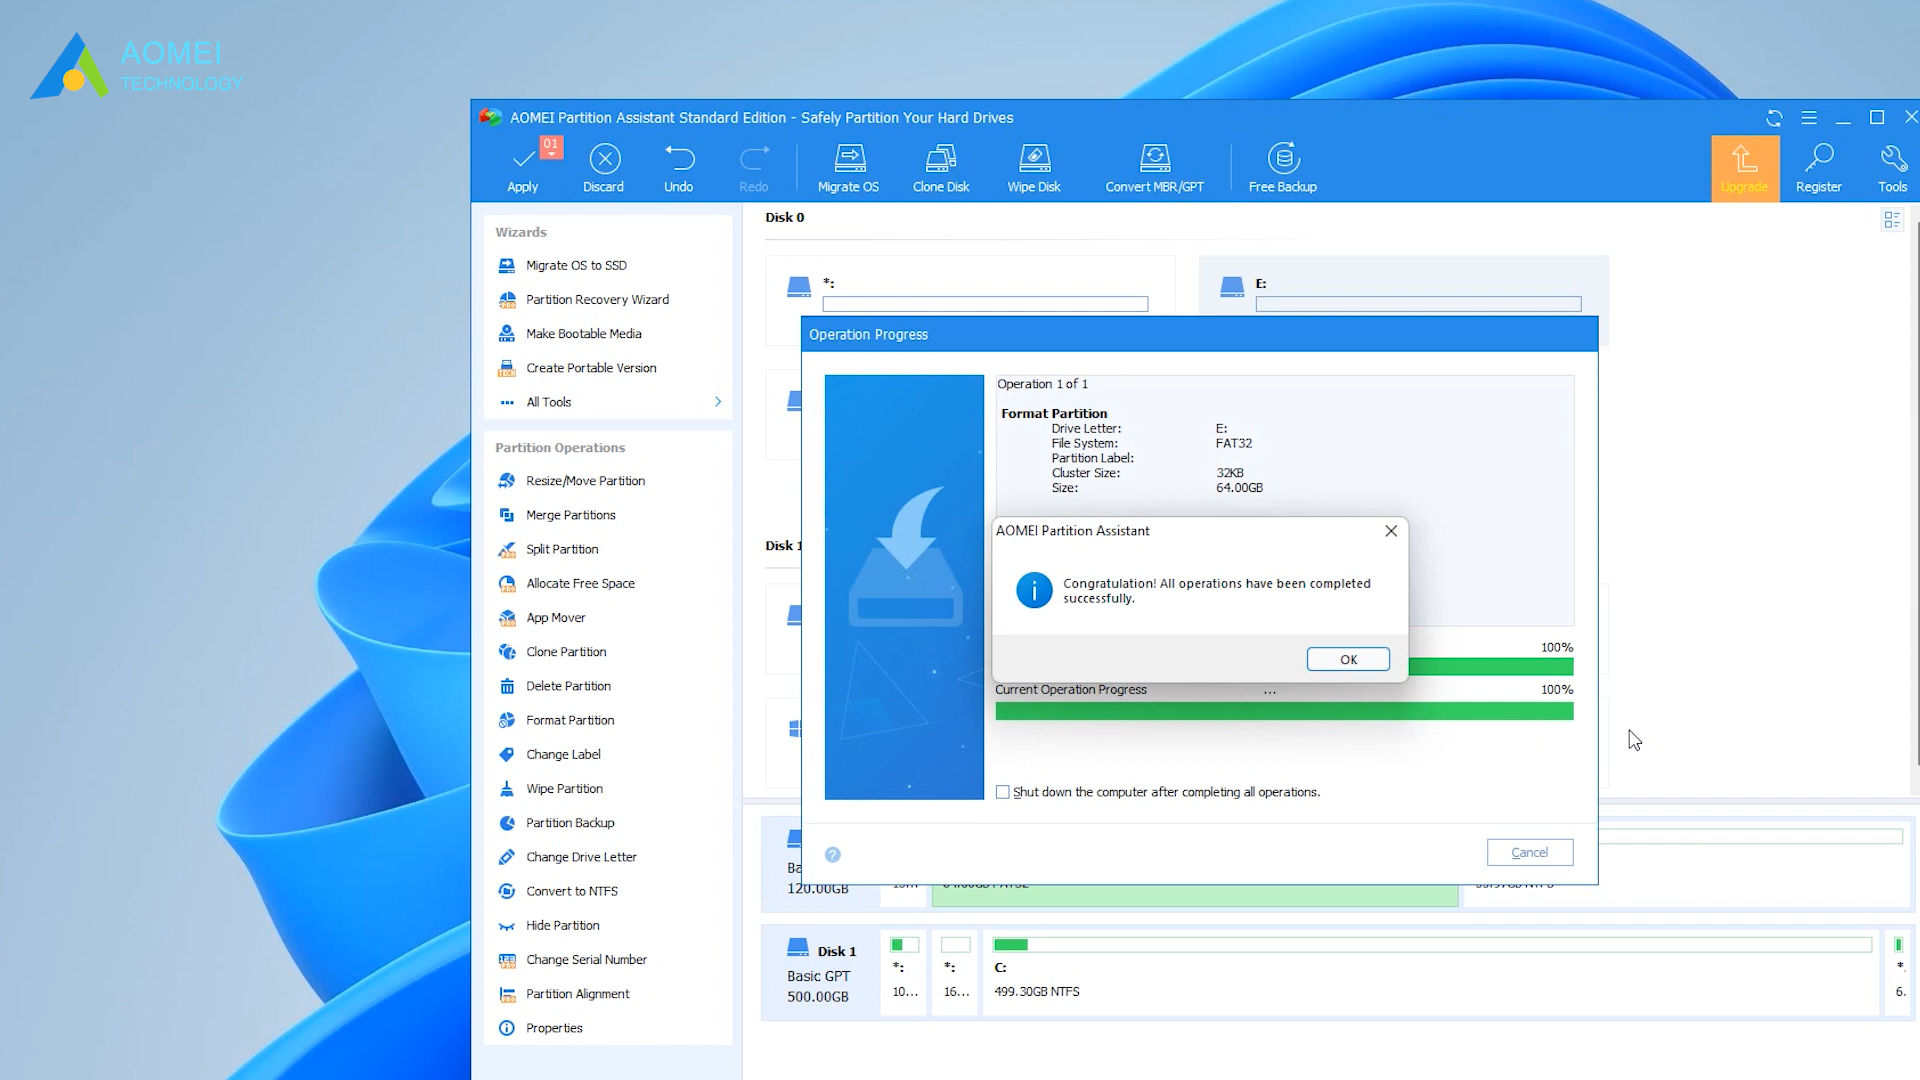 AOMEI
TECHNOLOGY
AOMEI Partition Assistant Standard Edition - Safely Partition Your Hard Drives
01
Apply
Discard
Undo
Redo
Migrate OS
Clone Disk
Wipe Disk
Convert MBR/GPT
Free Backup
Upgrade
Register
Tools
Wizards
Migrate OS to SSD
Partition Recovery Wizard
Make Bootable Media
Create Portable Version
All Tools
Partition Operations
Resize/Move Partition
Merge Partitions
Split Partition
Allocate Free Space
App Mover
Clone Partition
Delete Partition
Format Partition
Change Label
Wipe Partition
Partition Backup
Change Drive Letter
Convert to NTFS
Hide Partition
Change Serial Number
Partition Alignment
Properties
Disk 0
*:
E:
Disk 1
Operation Progress
Operation 1 of 1
Format Partition
Drive Letter: E:
File System: FAT32
Partition Label:
Cluster Size: 32KB
Size: 64.00GB
AOMEI Partition Assistant
Congratulation! All operations have been completed
successfully.
OK
100%
Current Operation Progress ... 100%
Shut down the computer after completing all operations.
Cancel
Ba
120.00GB
Disk 1
Basic GPT
500.00GB
*:
10...
*:
16...
C:
499.30GB NTFS
*.
6.